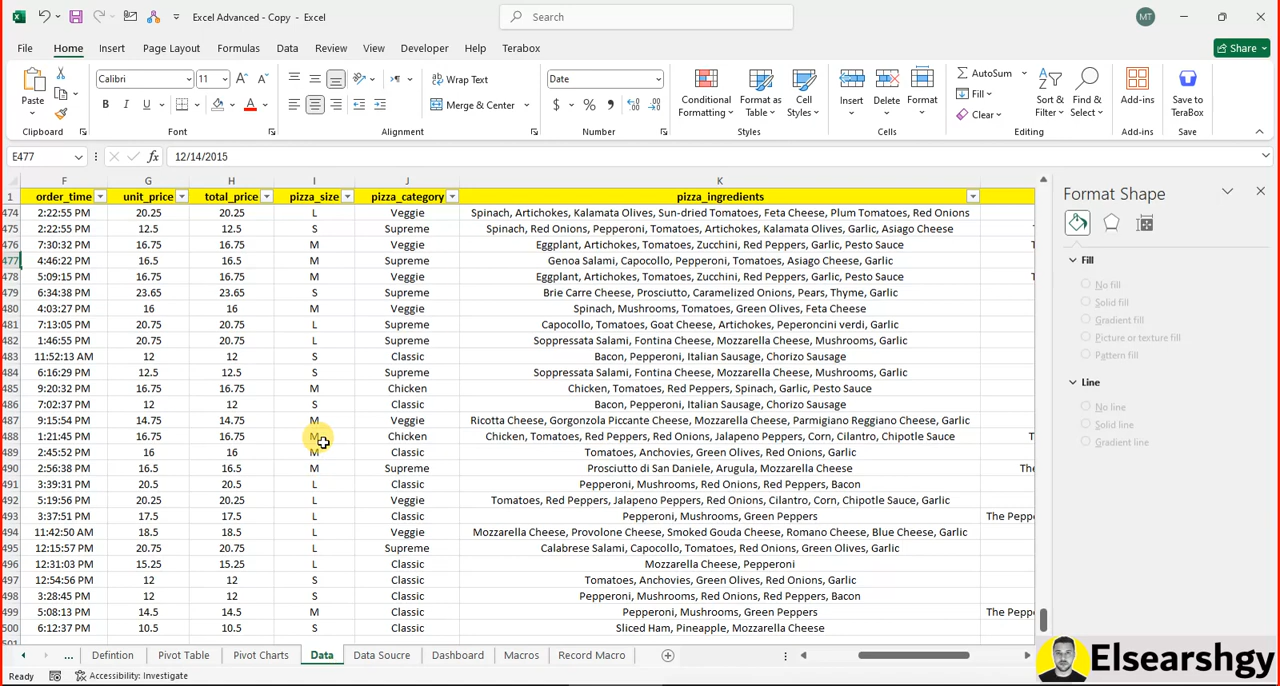 Excel Advanced - Copy - Excel
Search
MT
File Home Insert Page Layout Formulas Data Review View Developer Help Terabox
Share
Paste
Clipboard
Calibri 11
B I U
Font
Wrap Text
Merge & Center
Alignment
Date
$ % 9
Number
Conditional Formatting
Format as Table
Cell Styles
Styles
Insert Delete Format
Cells
AutoSum
Fill
Clear
Sort & Filter
Find & Select
Editing
Add-ins
Add-ins
Save to TeraBox
Save
E477 fx 12/14/2015
F G H I J K
1 order_time unit_price total_price pizza_size pizza_category pizza_ingredients
474 2:22:55 PM 20.25 20.25 L Veggie Spinach, Artichokes, Kalamata Olives, Sun-dried Tomatoes, Feta Cheese, Plum Tomatoes, Red Onions
475 2:22:55 PM 12.5 12.5 S Supreme Spinach, Red Onions, Pepperoni, Tomatoes, Artichokes, Kalamata Olives, Garlic, Asiago Cheese
476 7:30:32 PM 16.75 16.75 M Veggie Eggplant, Artichokes, Tomatoes, Zucchini, Red Peppers, Garlic, Pesto Sauce
477 4:46:22 PM 16.5 16.5 M Supreme Genoa Salami, Capocollo, Pepperoni, Tomatoes, Asiago Cheese, Garlic
478 5:09:15 PM 16.75 16.75 M Veggie Eggplant, Artichokes, Tomatoes, Zucchini, Red Peppers, Garlic, Pesto Sauce
479 6:34:38 PM 23.65 23.65 S Supreme Brie Carre Cheese, Prosciutto, Caramelized Onions, Pears, Thyme, Garlic
480 4:03:27 PM 16 16 M Veggie Spinach, Mushrooms, Tomatoes, Green Olives, Feta Cheese
481 7:13:05 PM 20.75 20.75 L Supreme Capocollo, Tomatoes, Goat Cheese, Artichokes, Peperoncini verdi, Garlic
482 1:46:55 PM 20.75 20.75 L Supreme Soppressata Salami, Fontina Cheese, Mozzarella Cheese, Mushrooms, Garlic
483 11:52:13 AM 12 12 S Classic Bacon, Pepperoni, Italian Sausage, Chorizo Sausage
484 6:16:29 PM 12.5 12.5 S Supreme Soppressata Salami, Fontina Cheese, Mozzarella Cheese, Mushrooms, Garlic
485 9:20:32 PM 16.75 16.75 M Chicken Chicken, Tomatoes, Red Peppers, Spinach, Garlic, Pesto Sauce
486 7:02:37 PM 12 12 S Classic Bacon, Pepperoni, Italian Sausage, Chorizo Sausage
487 9:15:54 PM 14.75 14.75 M Veggie Ricotta Cheese, Gorgonzola Piccante Cheese, Mozzarella Cheese, Parmigiano Reggiano Cheese, Garlic
488 1:21:45 PM 16.75 16.75 M Chicken Chicken, Tomatoes, Red Peppers, Red Onions, Jalapeno Peppers, Corn, Cilantro, Chipotle Sauce T
489 2:45:52 PM 16 16 M Classic Tomatoes, Anchovies, Green Olives, Red Onions, Garlic
490 2:56:38 PM 16.5 16.5 M Supreme Prosciutto di San Daniele, Arugula, Mozzarella Cheese The
491 3:39:31 PM 20.5 20.5 L Classic Pepperoni, Mushrooms, Red Onions, Red Peppers, Bacon
492 5:19:56 PM 20.25 20.25 L Veggie Tomatoes, Red Peppers, Jalapeno Peppers, Red Onions, Cilantro, Corn, Chipotle Sauce, Garlic
493 3:37:51 PM 17.5 17.5 L Classic Pepperoni, Mushrooms, Green Peppers The Peppe
494 11:42:50 AM 18.5 18.5 L Veggie Mozzarella Cheese, Provolone Cheese, Smoked Gouda Cheese, Romano Cheese, Blue Cheese, Garlic
495 12:15:57 PM 20.75 20.75 L Supreme Calabrese Salami, Capocollo, Tomatoes, Red Onions, Green Olives, Garlic
496 12:31:03 PM 15.25 15.25 L Classic Mozzarella Cheese, Pepperoni
497 12:54:56 PM 12 12 S Classic Tomatoes, Anchovies, Green Olives, Red Onions, Garlic
498 3:28:45 PM 12 12 S Classic Pepperoni, Mushrooms, Red Onions, Red Peppers, Bacon
499 5:08:13 PM 14.5 14.5 M Classic Pepperoni, Mushrooms, Green Peppers The Peppe
500 6:12:37 PM 10.5 10.5 S Classic Sliced Ham, Pineapple, Mozzarella Cheese
Format Shape
Fill
No fill
Solid fill
Gradient fill
Picture or texture fill
Pattern fill
Line
No line
Solid line
Gradient line
... Defintion Pivot Table Pivot Charts Data Data Soucre Dashboard Macros Record Macro
Ready Accessibility: Investigate
Elsearshgy